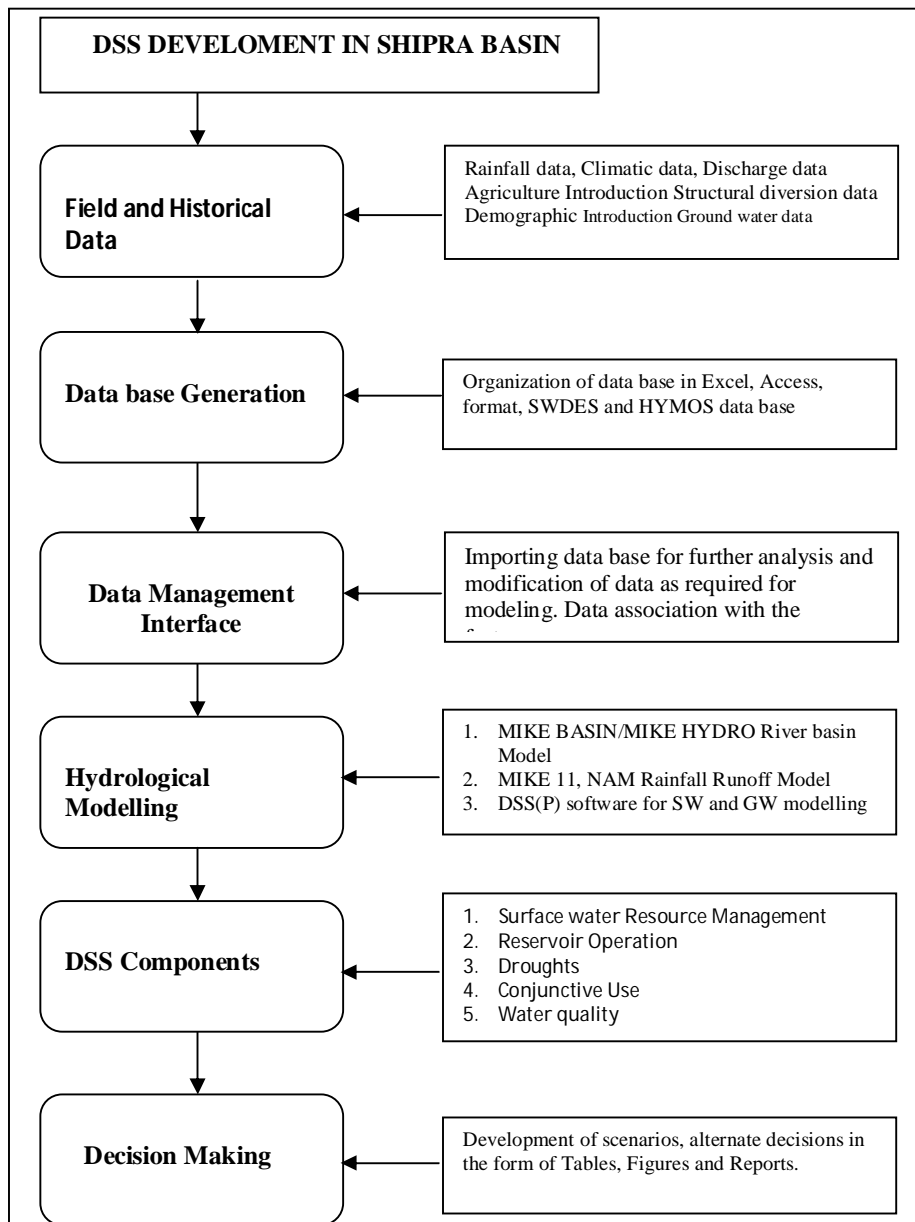 DSS DEVELOMENT IN SHIPRA BASIN
Field and Historical
Data
Rainfall data, Climatic data, Discharge data
Agriculture Introduction Structural diversion data
Demographic Introduction Ground water data
Data base Generation
Organization of data base in Excel, Access,
format, SWDES and HYMOS data base
Data Management
Interface
Importing data base for further analysis and
modification of data as required for
modeling. Data association with the
Hydrological
Modelling
1. MIKE BASIN/MIKE HYDRO River basin
Model
2. MIKE 11, NAM Rainfall Runoff Model
3. DSS(P) software for SW and GW modelling
DSS Components
1. Surface water Resource Management
2. Reservoir Operation
3. Droughts
4. Conjunctive Use
5. Water quality
Decision Making
Development of scenarios, alternate decisions in
the form of Tables, Figures and Reports.